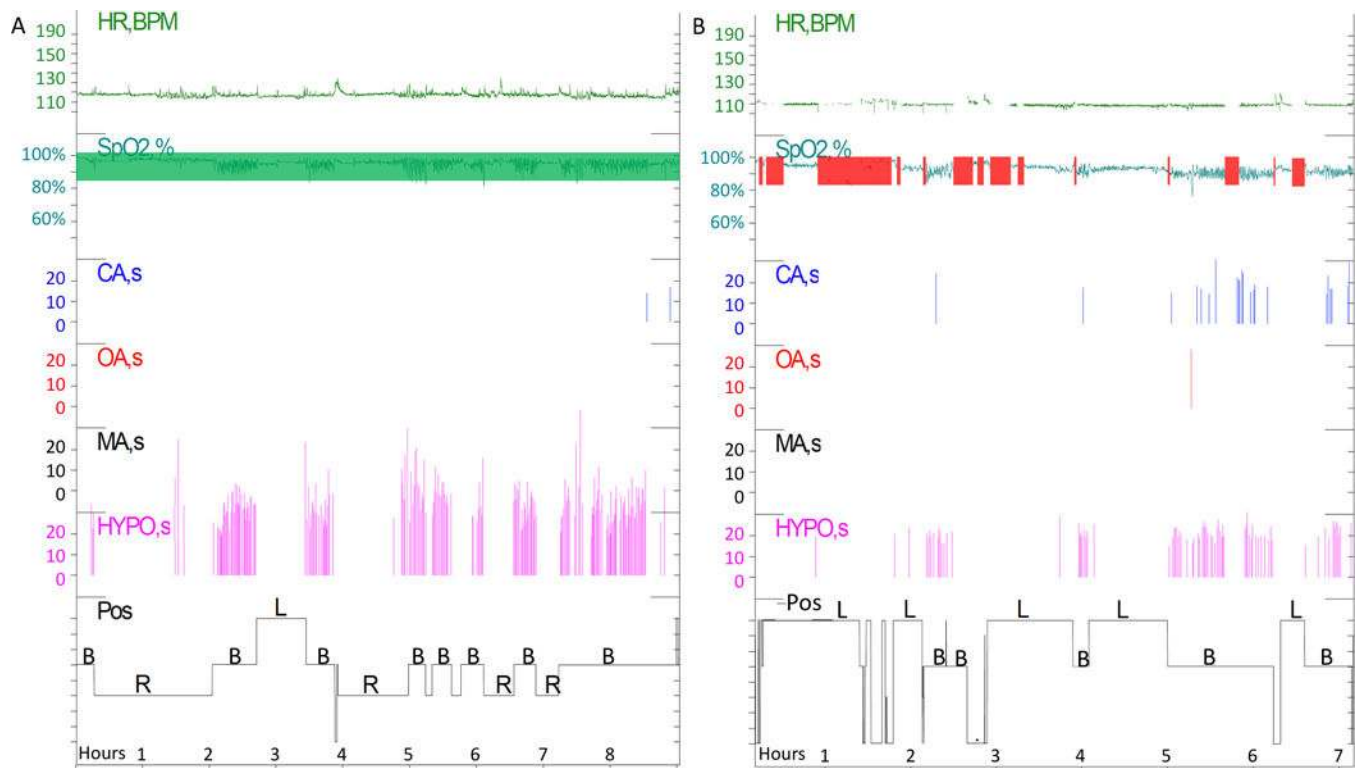 A
HR,BPM
190
150
130
110
SpO2 %
100%
80%
60%
CA,s
20
10
0
OA,s
20
10
0
MA,s
20
10
0
HYPO,s
20
10
0
Pos
B R B L B R B B B R B R B
Hours 1 2 3 4 5 6 7 8
B
HR,BPM
190
150
130
110
SpO2 %
100%
80%
60%
CA,s
20
10
0
OA,s
20
10
0
MA,s
20
10
0
HYPO,s
20
10
0
Pos
L L B B L B L B L B
Hours 1 2 3 4 5 6 7